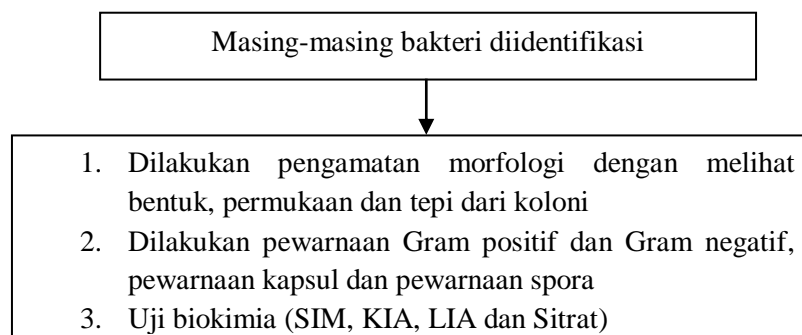 Masing-masing bakteri diidentifikasi
1. Dilakukan pengamatan morfologi dengan melihat
bentuk, permukaan dan tepi dari koloni
2. Dilakukan pewarnaan Gram positif dan Gram negatif,
pewarnaan kapsul dan pewarnaan spora
3. Uji biokimia (SIM, KIA, LIA dan Sitrat)